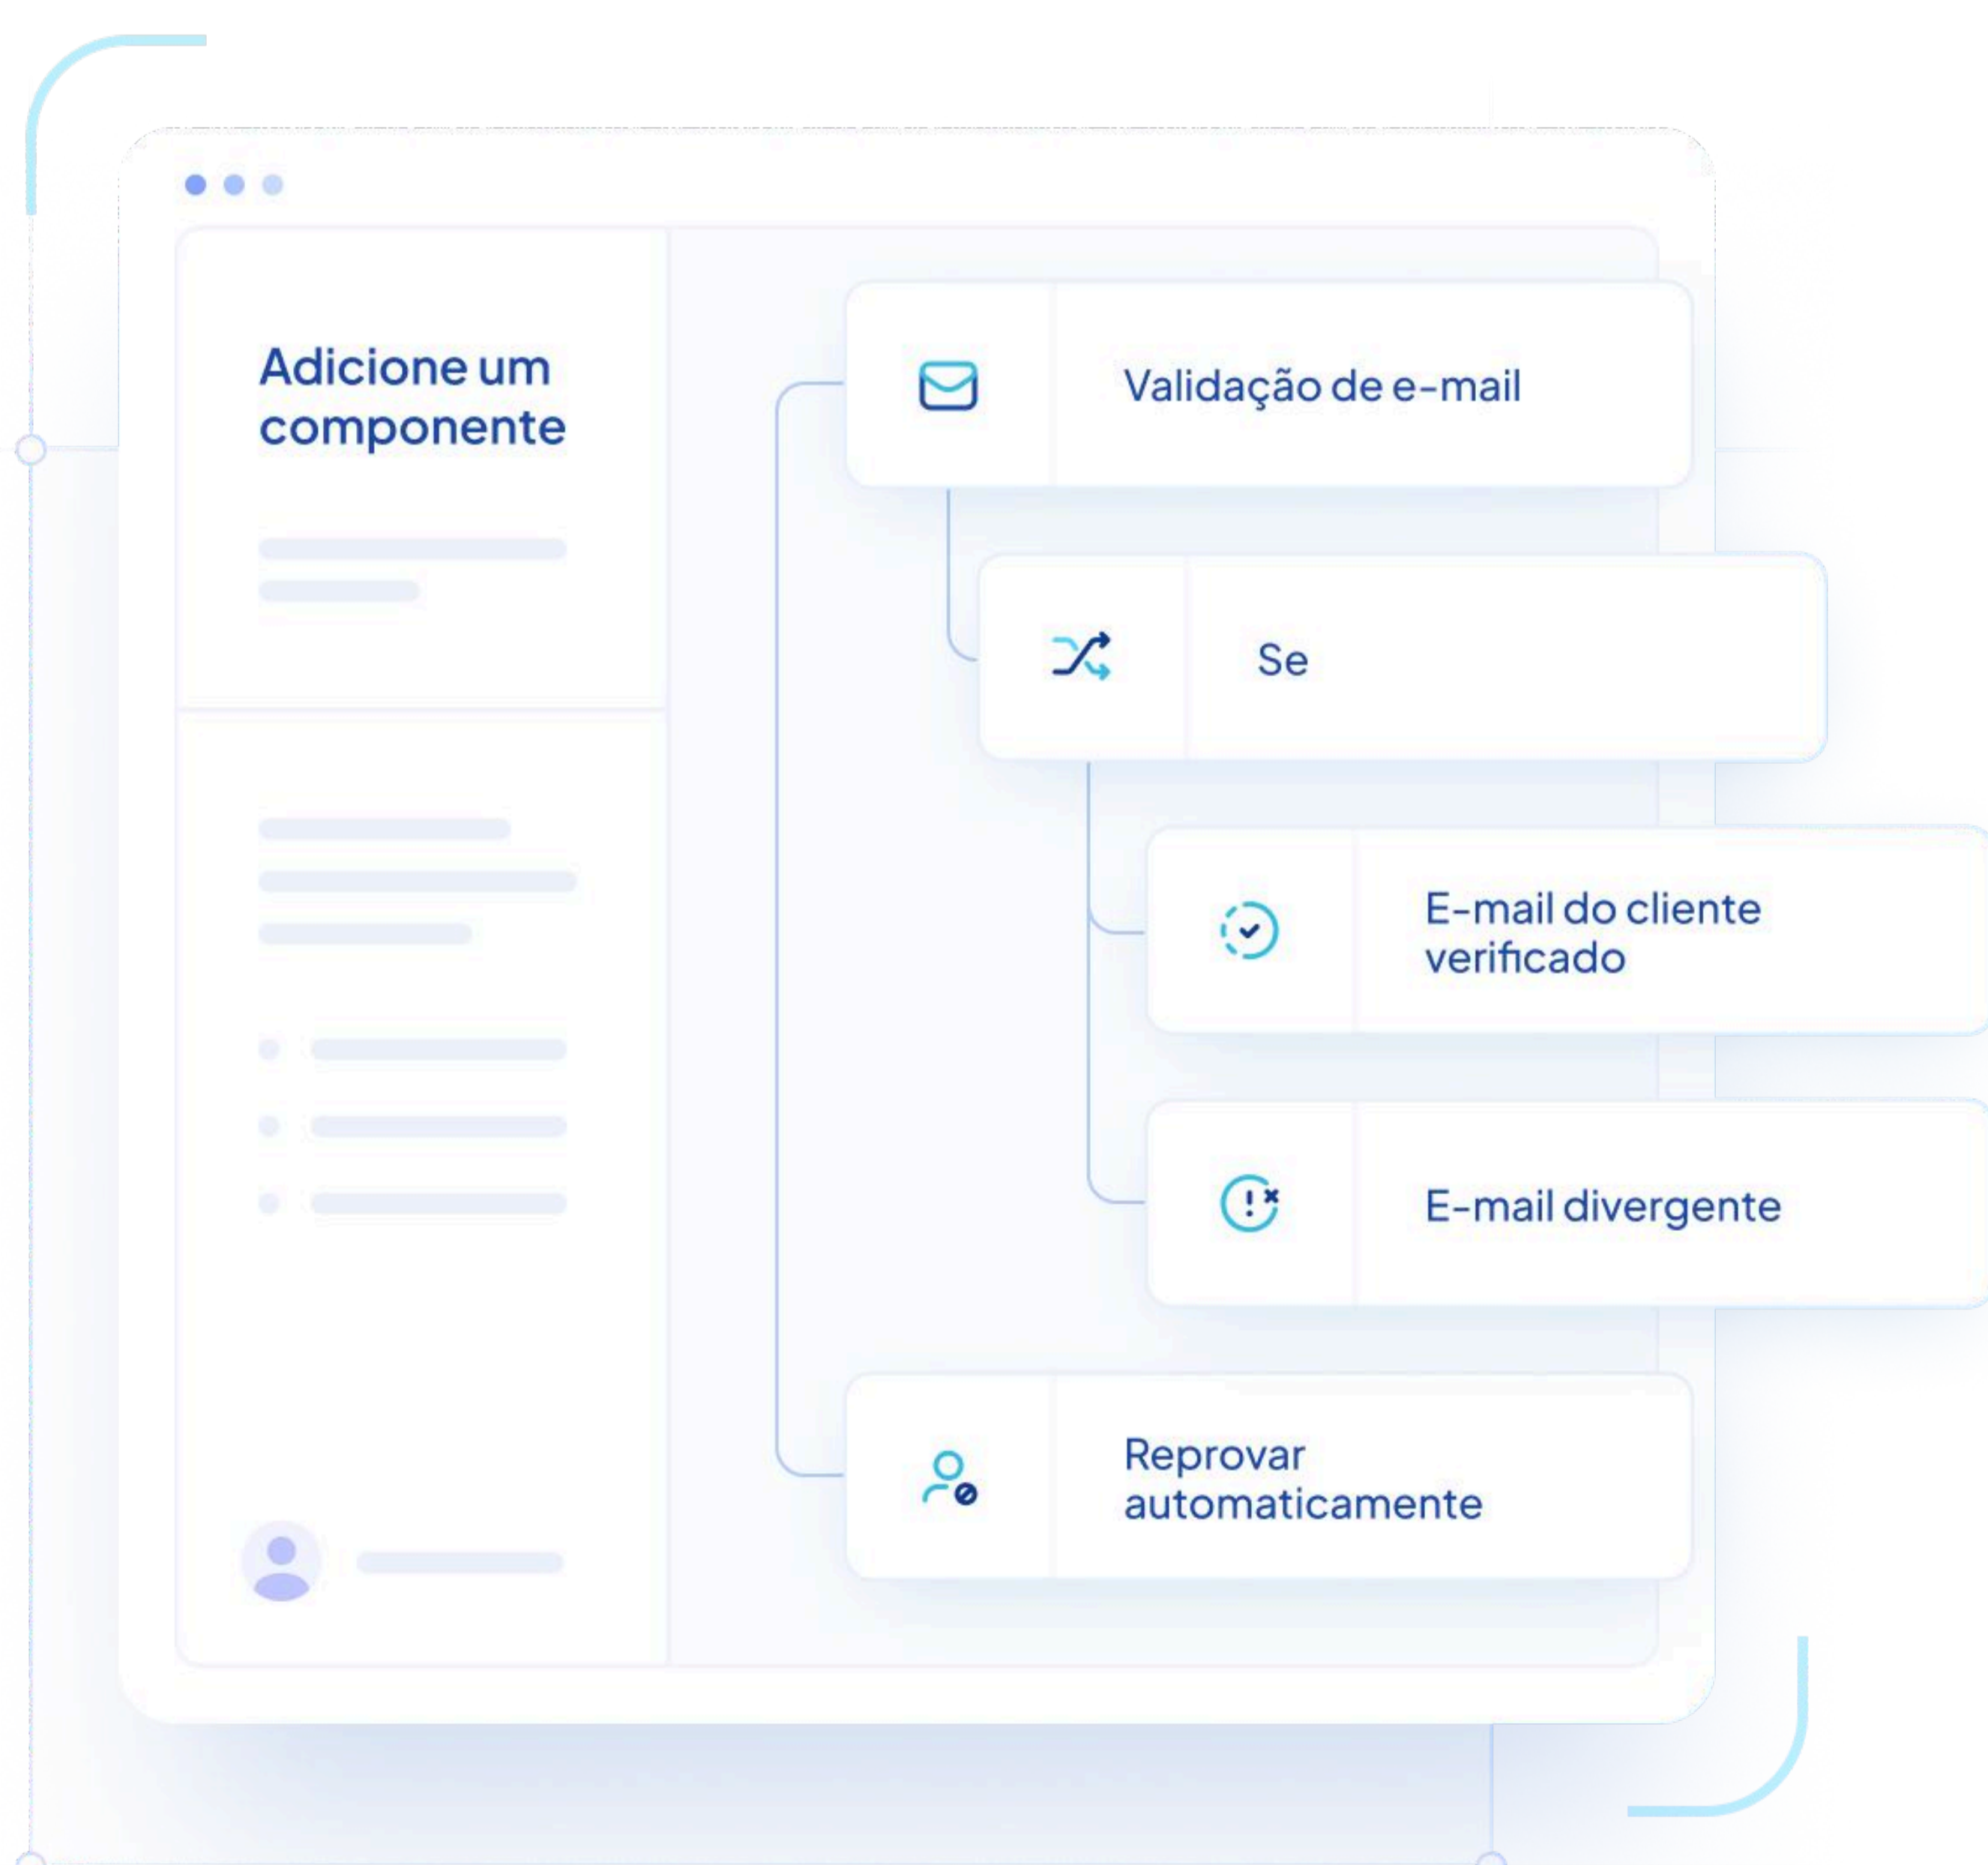 Adicione um
componente
Validação de e-mail
Se
E-mail do cliente
verificado
E-mail divergente
Reprovar
automaticamente